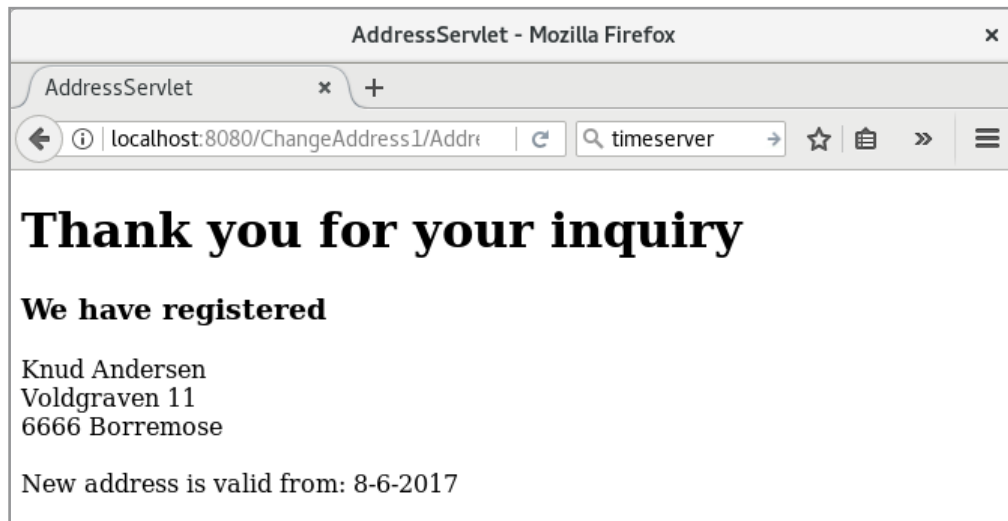 AddressServlet - Mozilla Firefox
AddressServlet
localhost:8080/ChangeAddress1/Addre timeserver
Thank you for your inquiry
We have registered
Knud Andersen
Voldgraven 11
6666 Borremose
New address is valid from: 8-6-2017